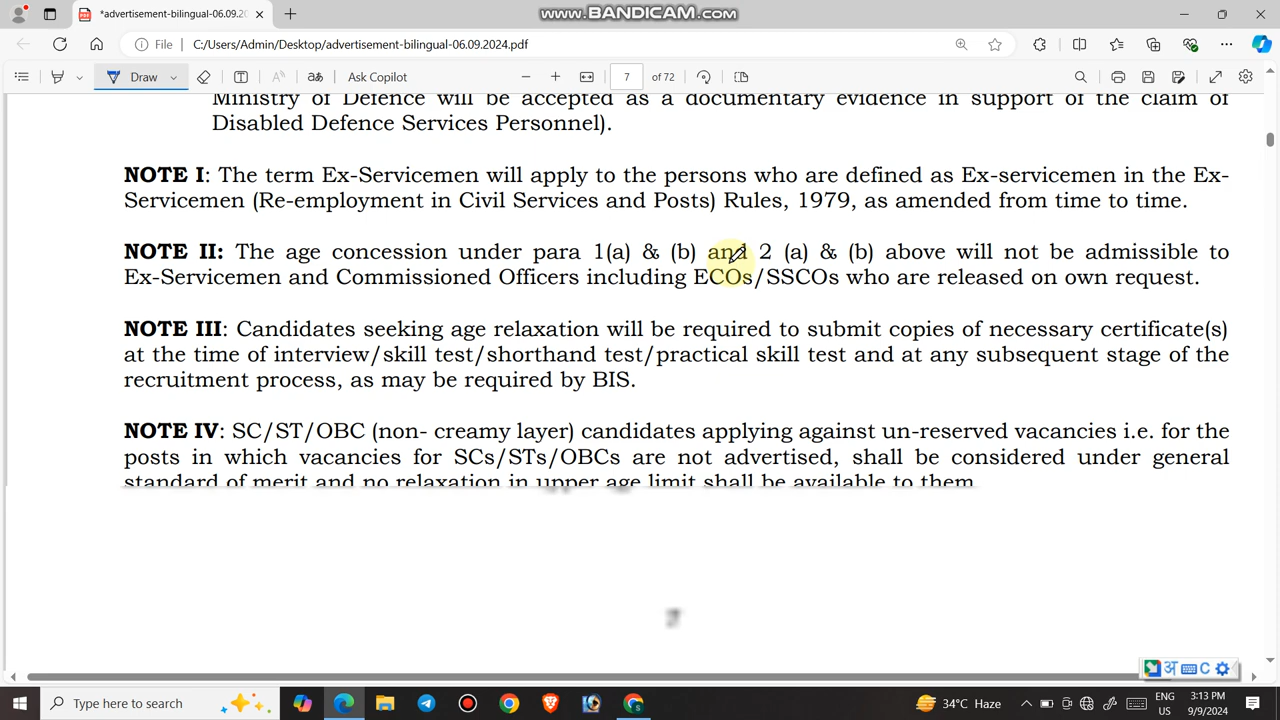 WWW.BANDICAM.COM
*advertisement-bilingual-06.09.20
File C:/Users/Admin/Desktop/advertisement-bilingual-06.09.2024.pdf
Draw Ask Copilot 7 of 72
Ministry of Defence will be accepted as a documentary evidence in support of the claim of
Disabled Defence Services Personnel).
NOTE I: The term Ex-Servicemen will apply to the persons who are defined as Ex-servicemen in the Ex-
Servicemen (Re-employment in Civil Services and Posts) Rules, 1979, as amended from time to time.
NOTE II: The age concession under para 1(a) & (b) and 2 (a) & (b) above will not be admissible to
Ex-Servicemen and Commissioned Officers including ECOs/SSCOs who are released on own request.
NOTE III: Candidates seeking age relaxation will be required to submit copies of necessary certificate(s)
at the time of interview/skill test/shorthand test/practical skill test and at any subsequent stage of the
recruitment process, as may be required by BIS.
NOTE IV: SC/ST/OBC (non- creamy layer) candidates applying against un-reserved vacancies i.e. for the
posts in which vacancies for SCs/STs/OBCs are not advertised, shall be considered under general
standard of merit and no relaxation in upper age limit shall be available to them.
अ C
Type here to search 34°C Haze ENG US 3:13 PM 9/9/2024